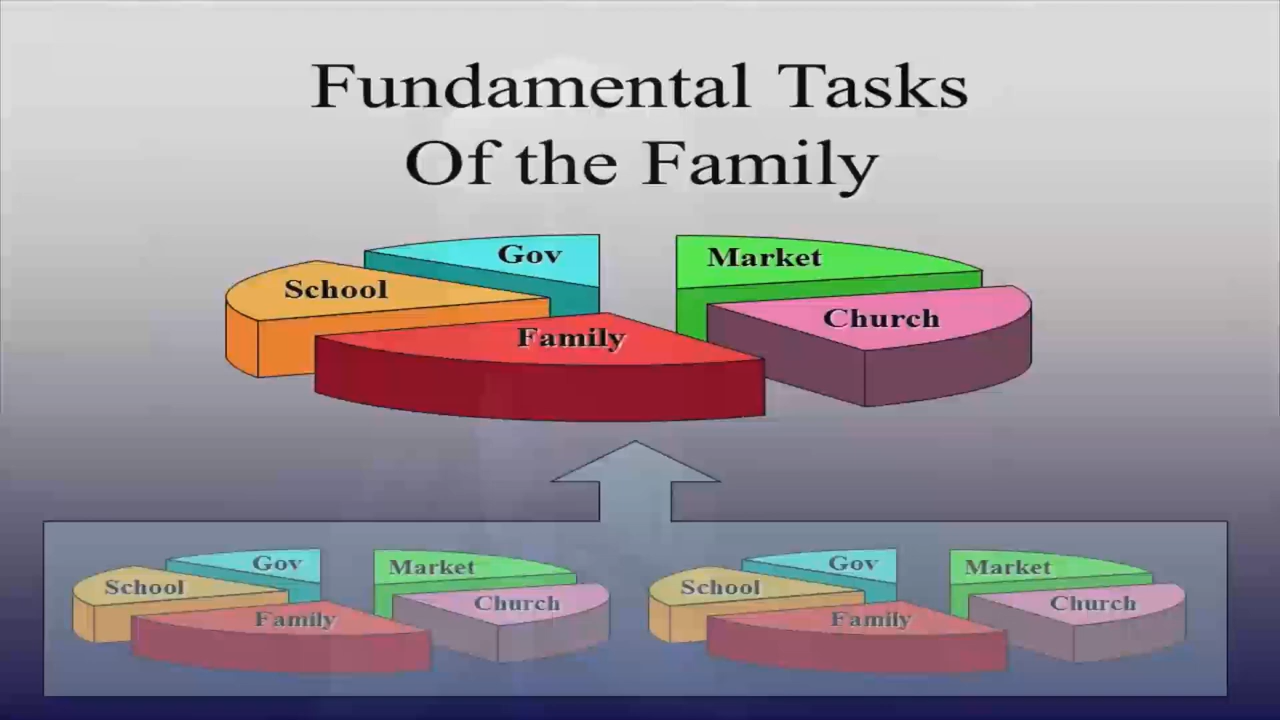 Fundamental Tasks
Of the Family
Gov
Market
School
Church
Family
Gov
Market
School
Church
Family
Gov
Market
School
Church
Family